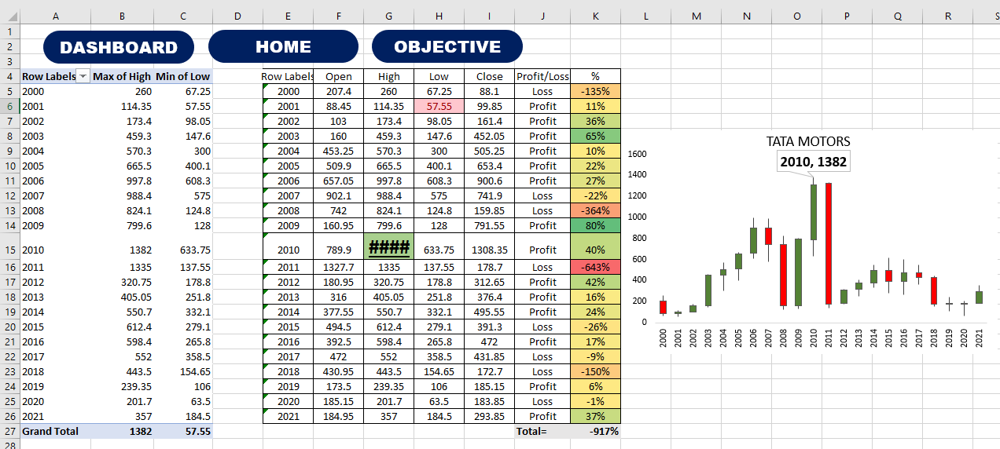 A B C D E F G H I J K L M N O P Q R S
1
2 DASHBOARD HOME OBJECTIVE
3
4 Row Labels Max of High Min of Low Row Labels Open High Low Close Profit/Loss %
5 2000 260 67.25 2000 207.4 260 67.25 88.1 Loss -135%
6 2001 114.35 57.55 2001 88.45 114.35 57.55 99.85 Profit 11%
7 2002 173.4 98.05 2002 103 173.4 98.05 161.4 Profit 36%
8 2003 459.3 147.6 2003 160 459.3 147.6 452.05 Profit 65%
9 2004 570.3 300 2004 453.25 570.3 300 505.25 Profit 10%
10 2005 665.5 400.1 2005 509.9 665.5 400.1 653.4 Profit 22%
11 2006 997.8 608.3 2006 657.05 997.8 608.3 900.6 Profit 27%
12 2007 988.4 575 2007 902.1 988.4 575 741.9 Loss -22%
13 2008 824.1 124.8 2008 742 824.1 124.8 159.85 Loss -364%
14 2009 799.6 128 2009 160.95 799.6 128 791.55 Profit 80%
15 2010 1382 633.75 2010 789.9 #### 633.75 1308.35 Profit 40%
16 2011 1335 137.55 2011 1327.7 1335 137.55 178.7 Loss -643%
17 2012 320.75 178.8 2012 180.95 320.75 178.8 312.65 Profit 42%
18 2013 405.05 251.8 2013 316 405.05 251.8 376.4 Profit 16%
19 2014 550.7 332.1 2014 377.55 550.7 332.1 495.55 Profit 24%
20 2015 612.4 279.1 2015 494.5 612.4 279.1 391.3 Loss -26%
21 2016 598.4 265.8 2016 392.5 598.4 265.8 472 Profit 17%
22 2017 552 358.5 2017 472 552 358.5 431.85 Loss -9%
23 2018 443.5 154.65 2018 430.95 443.5 154.65 172.7 Loss -150%
24 2019 239.35 106 2019 173.5 239.35 106 185.15 Profit 6%
25 2020 201.7 63.5 2020 185.15 201.7 63.5 183.85 Loss -1%
26 2021 357 184.5 2021 184.95 357 184.5 293.85 Profit 37%
27 Grand Total 1382 57.55 Total= -917%
28
TATA MOTORS
2010, 1382
1600
1400
1200
1000
800
600
400
200
0
2000 2001 2002 2003 2004 2005 2006 2007 2008 2009 2010 2011 2012 2013 2014 2015 2016 2017 2018 2019 2020 2021